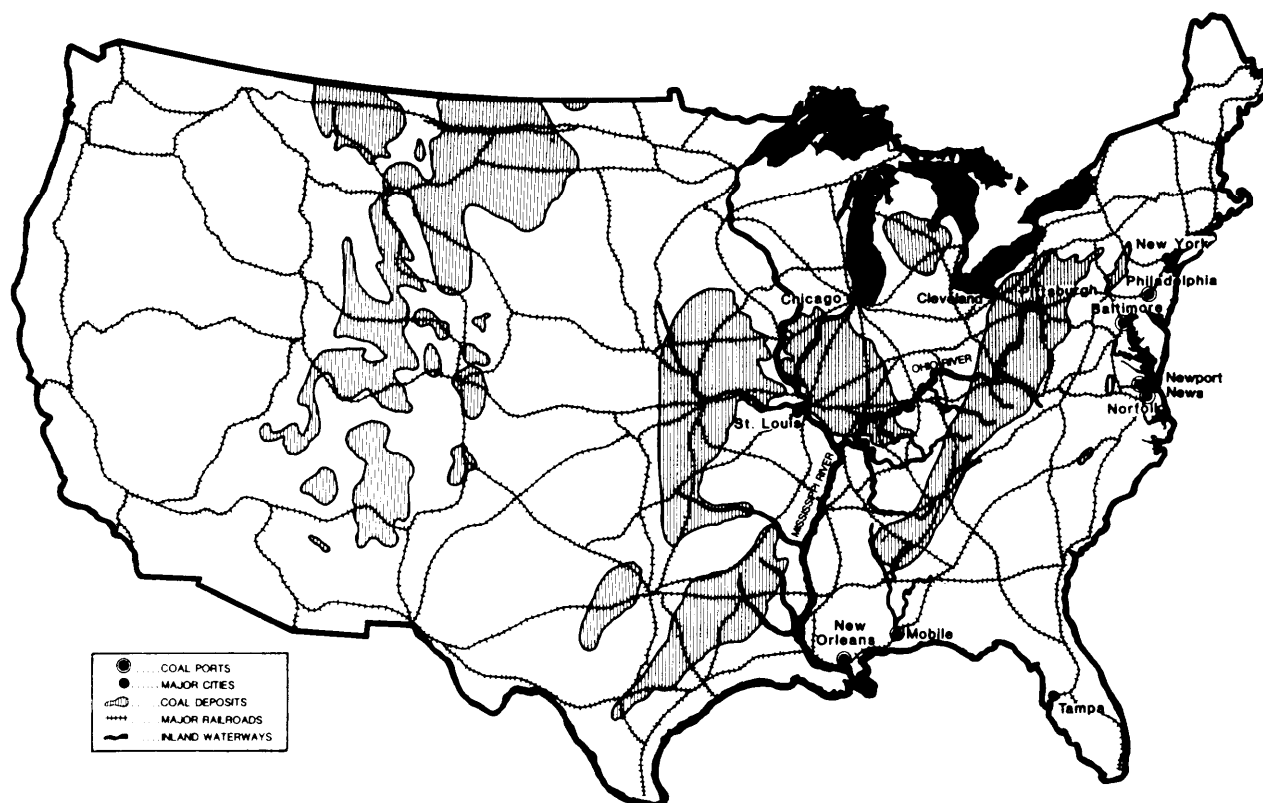 New York
Philadelphia
Chicago
Cleveland
Pittsburgh
Baltimore
OHIO RIVER
Newport
News
Norfolk
St. Louis
MISSISSIPPI RIVER
New
Orleans
Mobile
Tampa
.....COAL PORTS
......MAJOR CITIES
.....COAL DEPOSITS
.....MAJOR RAILROADS
.....INLAND WATERWAYS